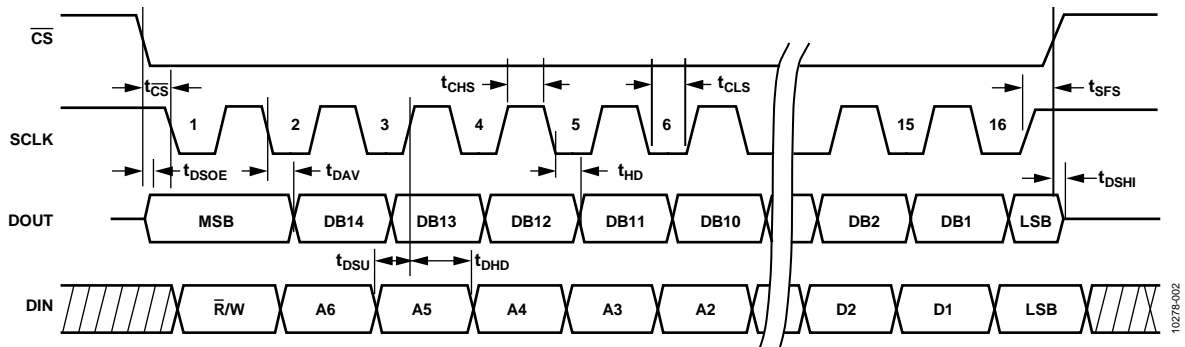 CS
tCS
tCHS
tCLS
tSFS
SCLK
1
2
3
4
5
6
15
16
tDSOE
tDAV
tHD
tDSHI
DOUT
MSB
DB14
DB13
DB12
DB11
DB10
DB2
DB1
LSB
tDSU
tDHD
DIN
R/W
A6
A5
A4
A3
A2
D2
D1
LSB
10278-002